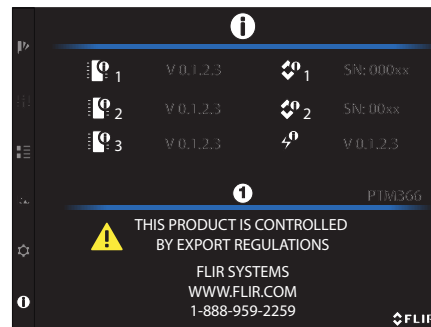 1 V 0.1.2.3 1 SN: 000xx
2 V 0.1.2.3 2 SN: 00xx
3 V 0.1.2.3 V 0.1.2.3
1 PTM366
THIS PRODUCT IS CONTROLLED
BY EXPORT REGULATIONS
FLIR SYSTEMS
WWW.FLIR.COM
1-888-959-2259
FLIR